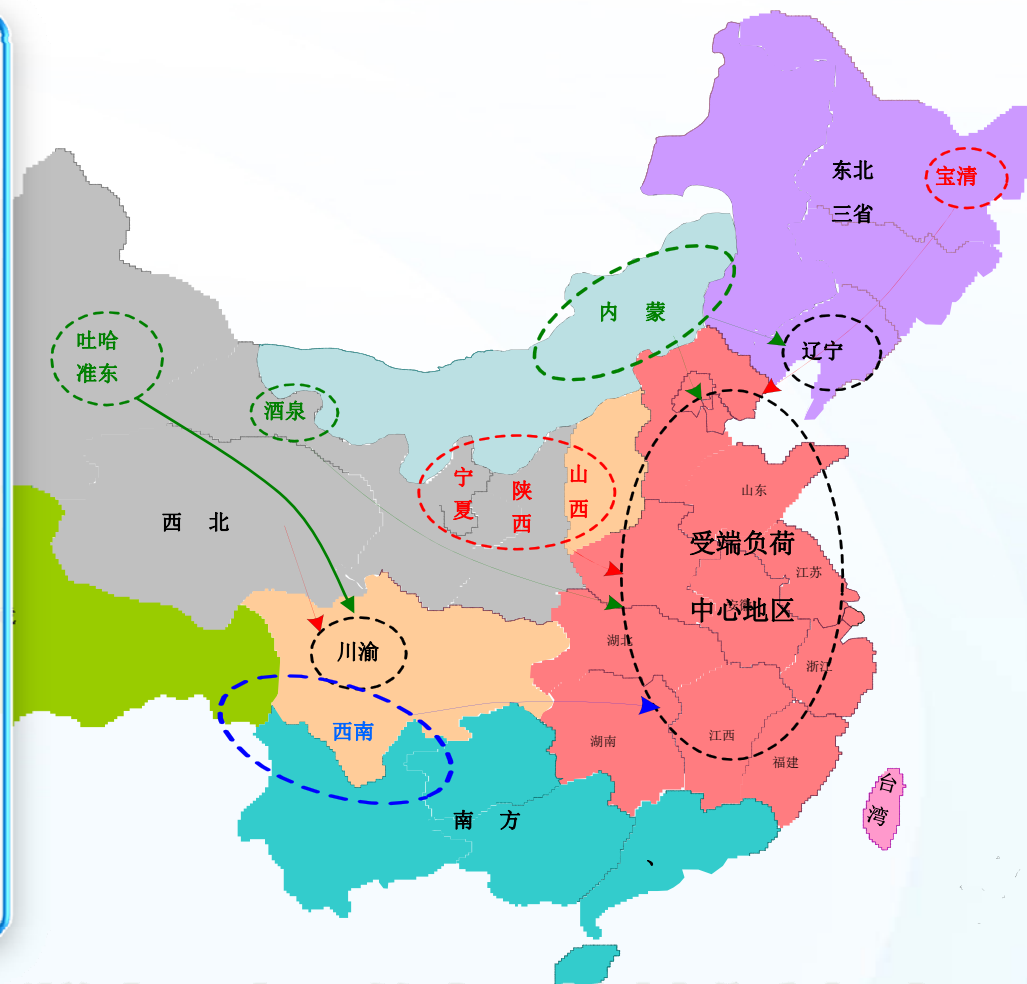 东北
三省
宝清
内 蒙
吐哈
准东
辽宁
酒泉
宁夏
陕西
山西
山东
西 北
受端负荷
中心地区
江苏
安徽
湖北
川渝
浙江
西南
湖南
江西
福建
南 方
台湾